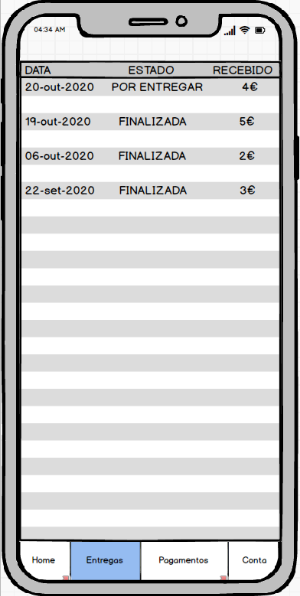 04:34 AM
DATA ESTADO RECEBIDO
20-out-2020 POR ENTREGAR 4€
19-out-2020 FINALIZADA 5€
06-out-2020 FINALIZADA 2€
22-set-2020 FINALIZADA 3€
Home Entregas Pagamentos Conta